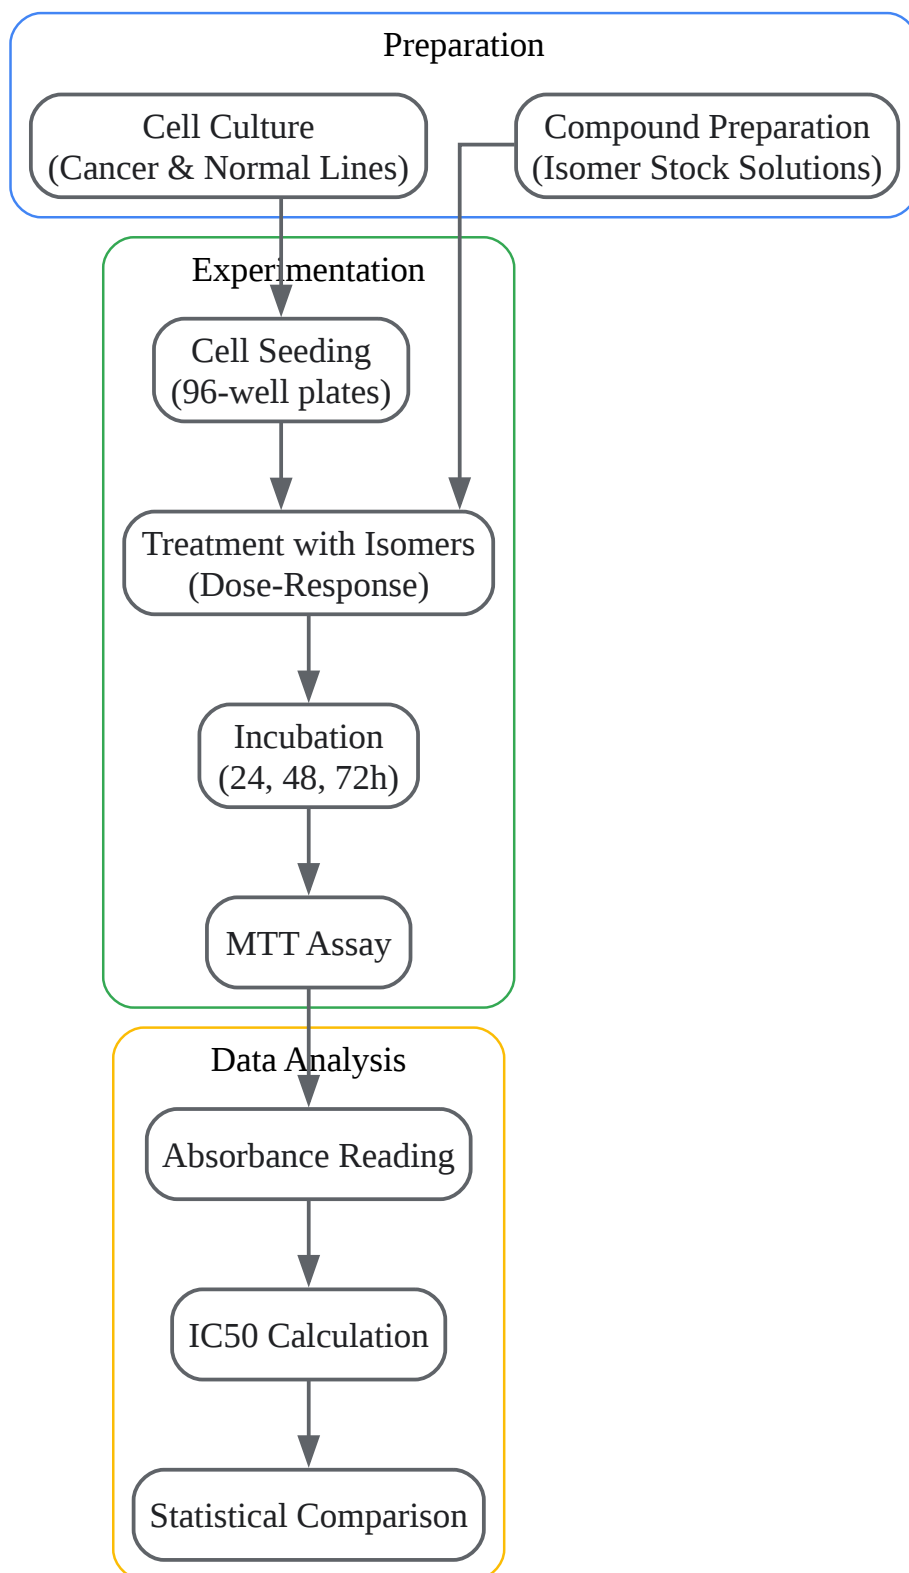 Preparation
Cell Culture
(Cancer & Normal Lines)
Compound Preparation
(Isomer Stock Solutions)
Experimentation
Cell Seeding
(96-well plates)
Treatment with Isomers
(Dose-Response)
Incubation
(24, 48, 72h)
MTT Assay
Data Analysis
Absorbance Reading
IC50 Calculation
Statistical Comparison